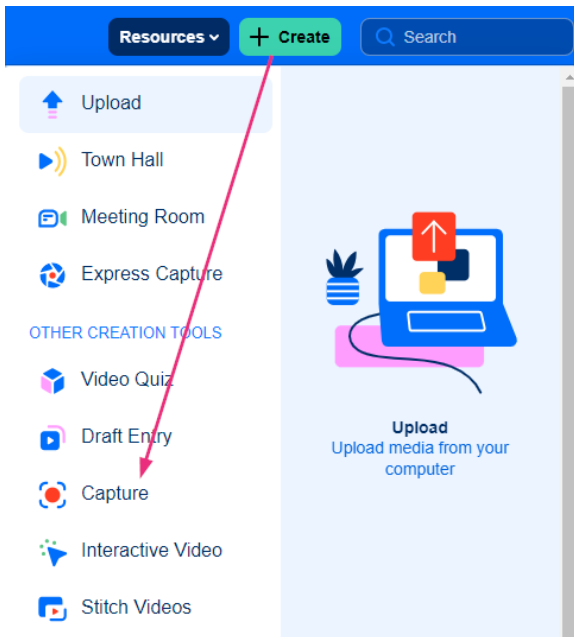 Resources
+ Create
Search
Upload
Town Hall
Meeting Room
Express Capture
OTHER CREATION TOOLS
Video Quiz
Draft Entry
Capture
Interactive Video
Stitch Videos
Upload
Upload media from your
computer